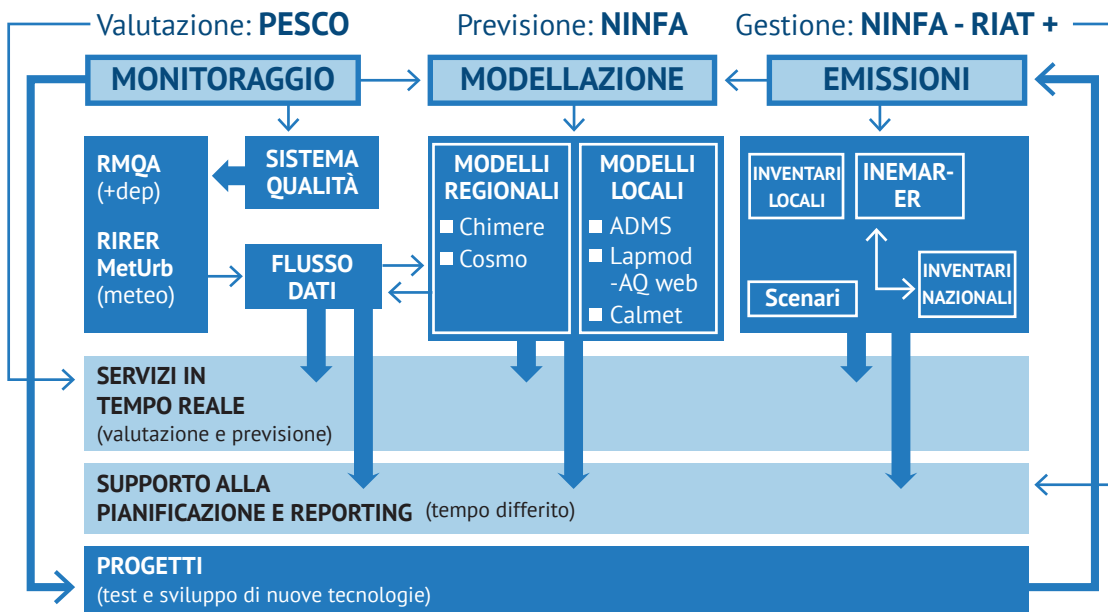 Valutazione: PESCO
Previsione: NINFA
Gestione: NINFA - RIAT +
MONITORAGGIO
MODELLAZIONE
EMISSIONI
RMQA
(+dep)
RIRER
MetUrb
(meteo)
SISTEMA
QUALITÀ
FLUSSO
DATI
MODELLI
REGIONALI
Chimere
Cosmo
MODELLI
LOCALI
ADMS
Lapmod
-AQ web
Calmet
INVENTARI
LOCALI
INEMAR-
ER
Scenari
INVENTARI
NAZIONALI
SERVIZI IN
TEMPO REALE
(valutazione e previsione)
SUPPORTO ALLA
PIANIFICAZIONE E REPORTING (tempo differito)
PROGETTI
(test e sviluppo di nuove tecnologie)